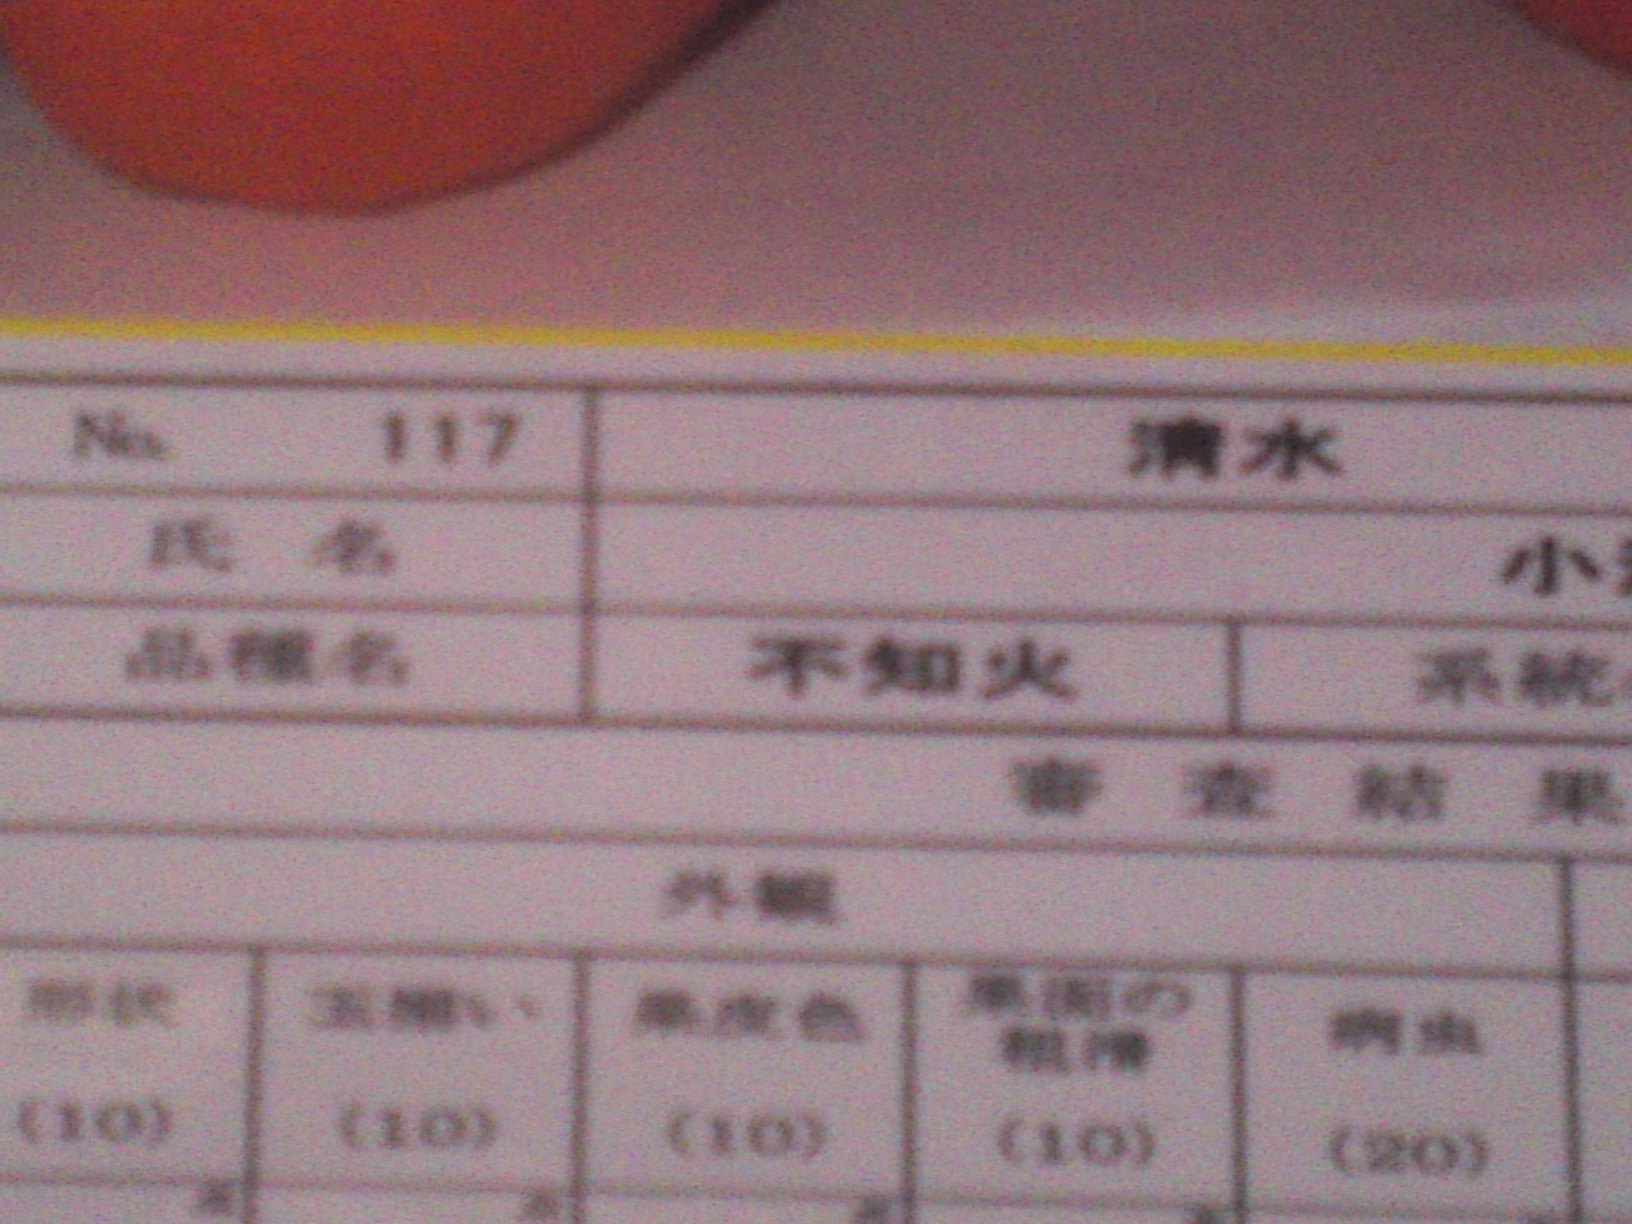 No. 117 清水
氏 名 小
品種名 不知火 系統
審 査 結 果
外観
形状 玉揃い 果皮色 果面の粗滑 病虫
(10) (10) (10) (10) (20)